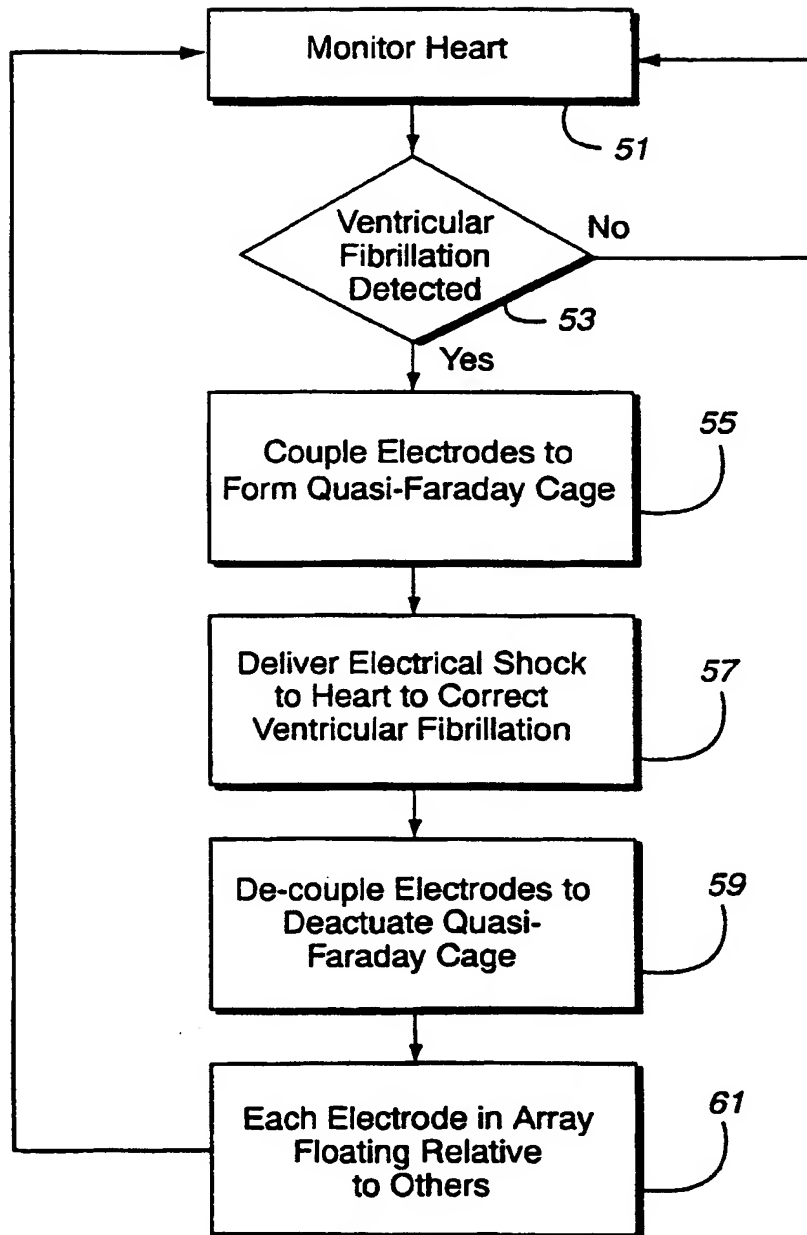 Monitor Heart
51
Ventricular
Fibrillation
Detected
No
53
Yes
55
Couple Electrodes to
Form Quasi-Faraday Cage
Deliver Electrical Shock
to Heart to Correct
Ventricular Fibrillation
57
De-couple Electrodes to
Deactuate Quasi-
Faraday Cage
59
Each Electrode in Array
Floating Relative
to Others
61